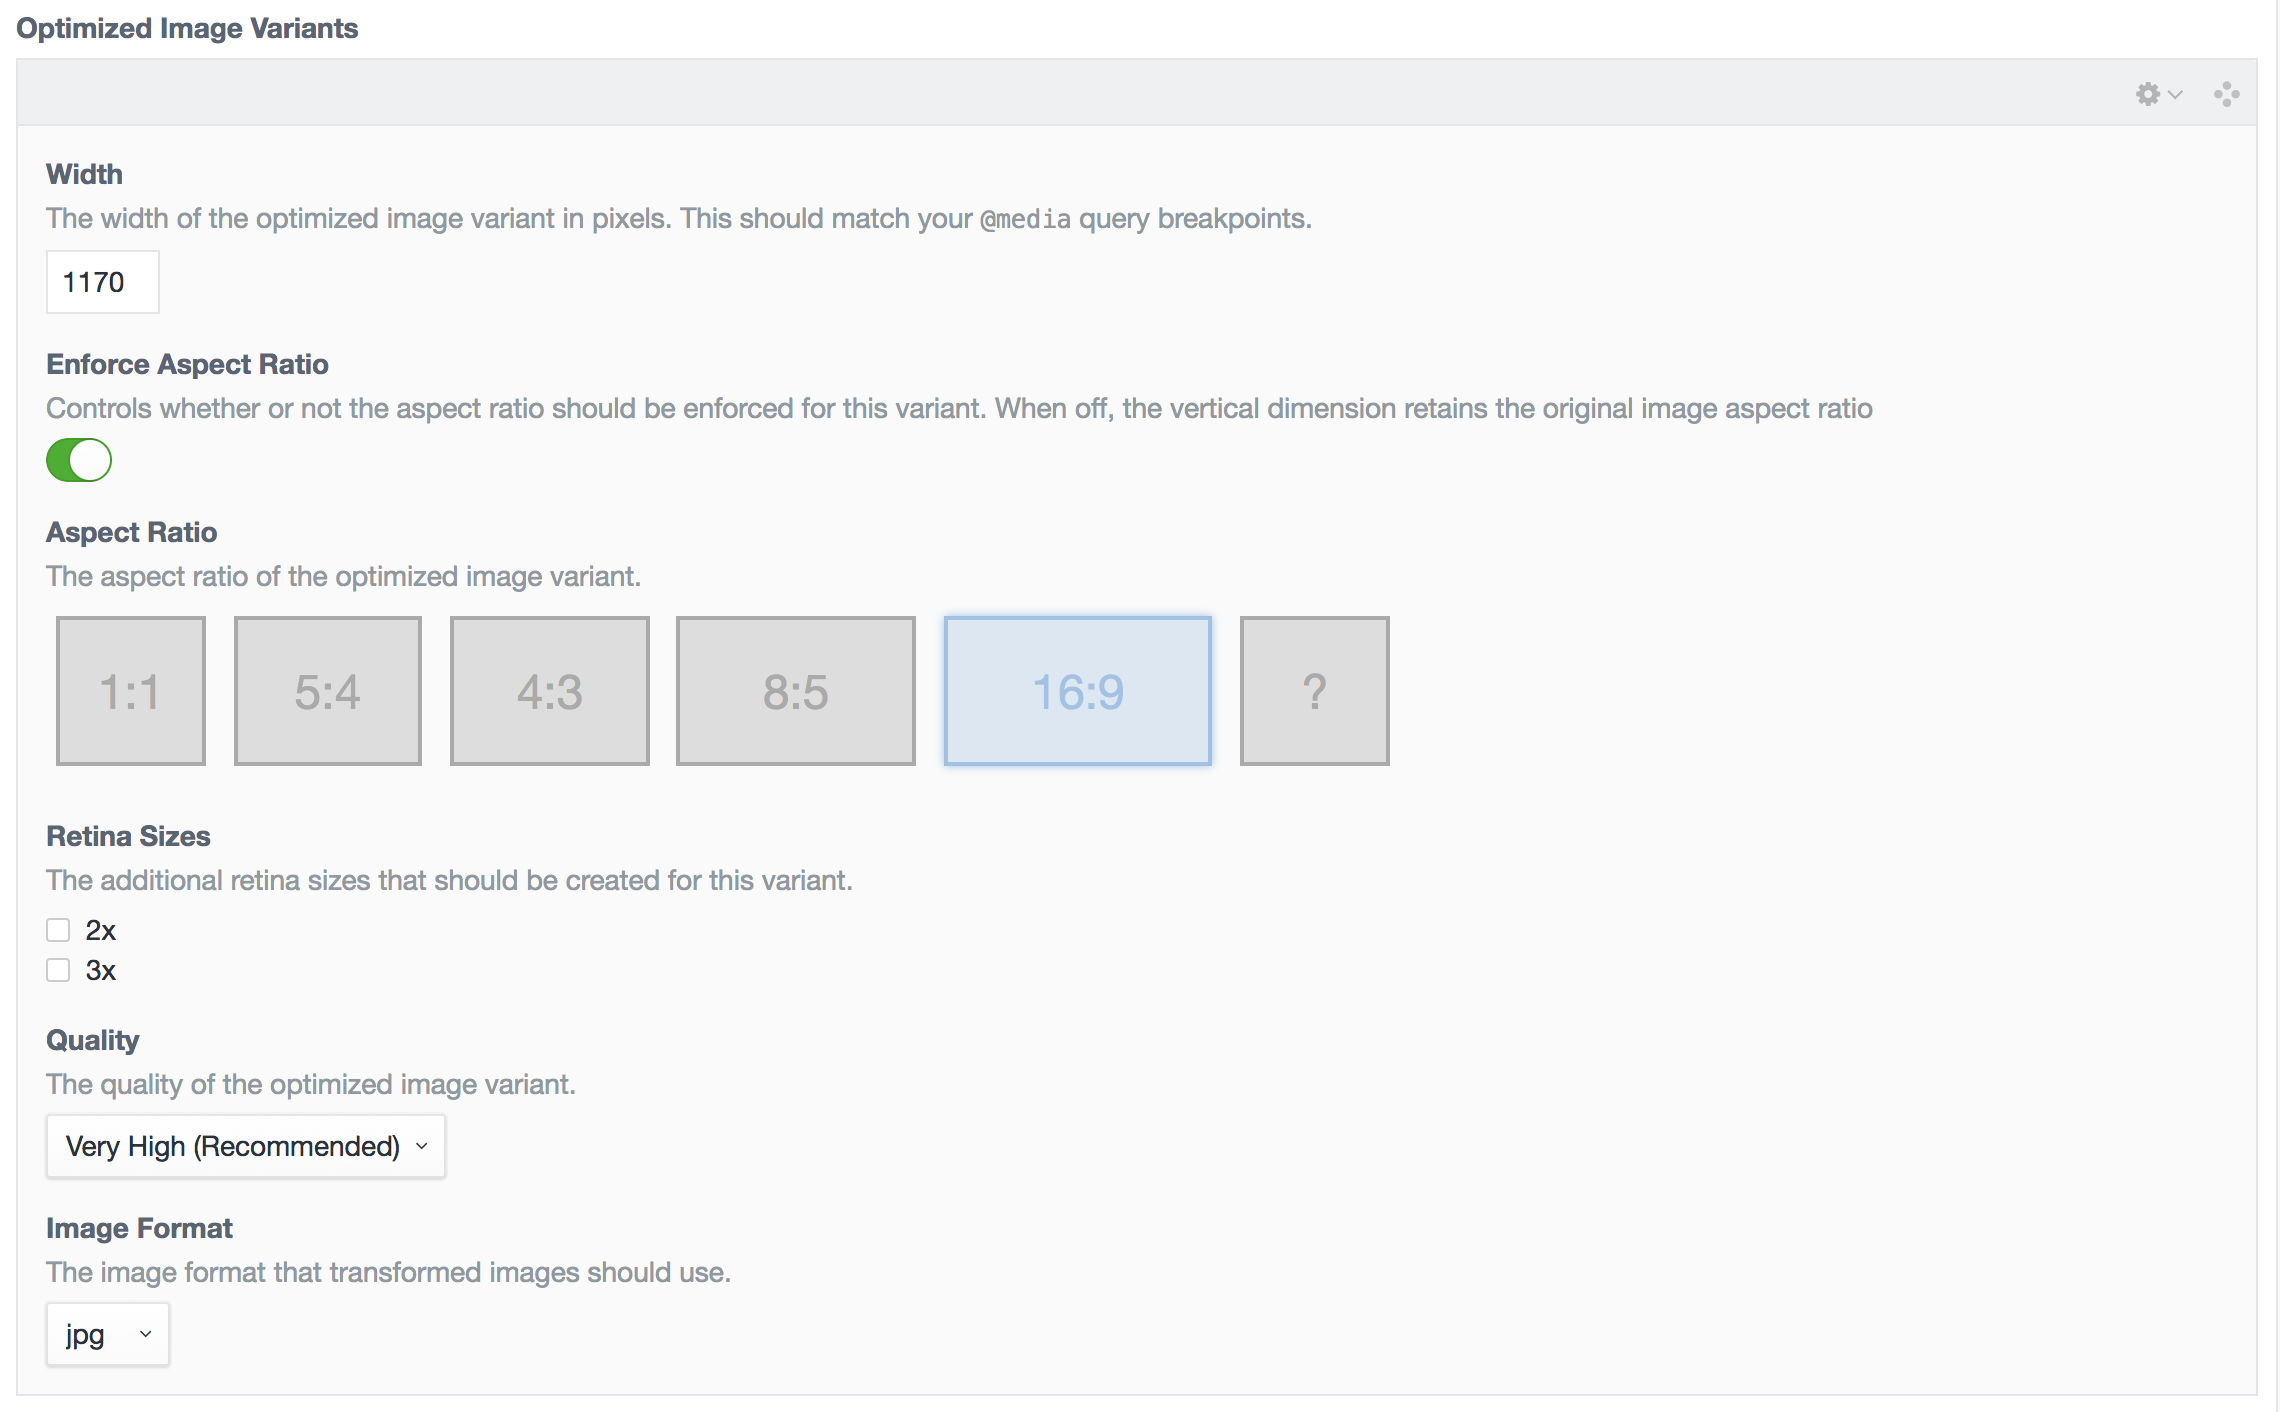 Optimized Image Variants
Width
The width of the optimized image variant in pixels. This should match your @media query breakpoints.
1170
Enforce Aspect Ratio
Controls whether or not the aspect ratio should be enforced for this variant. When off, the vertical dimension retains the original image aspect ratio
Aspect Ratio
The aspect ratio of the optimized image variant.
1:1 5:4 4:3 8:5 16:9 ?
Retina Sizes
The additional retina sizes that should be created for this variant.
2x
3x
Quality
The quality of the optimized image variant.
Very High (Recommended)
Image Format
The image format that transformed images should use.
jpg